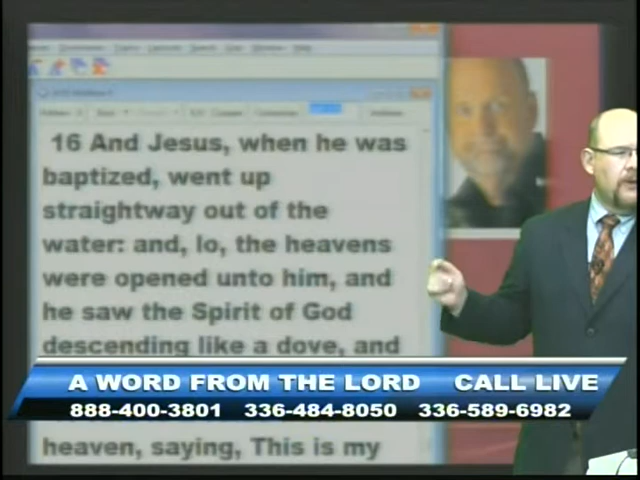 16 And Jesus, when he was
baptized, went up
straightway out of the
water: and, lo, the heavens
were opened unto him, and
he saw the Spirit of God
descending like a dove, and
A WORD FROM THE LORD CALL LIVE
888-400-3801 336-484-8050 336-589-6982
heaven, saying, This is my